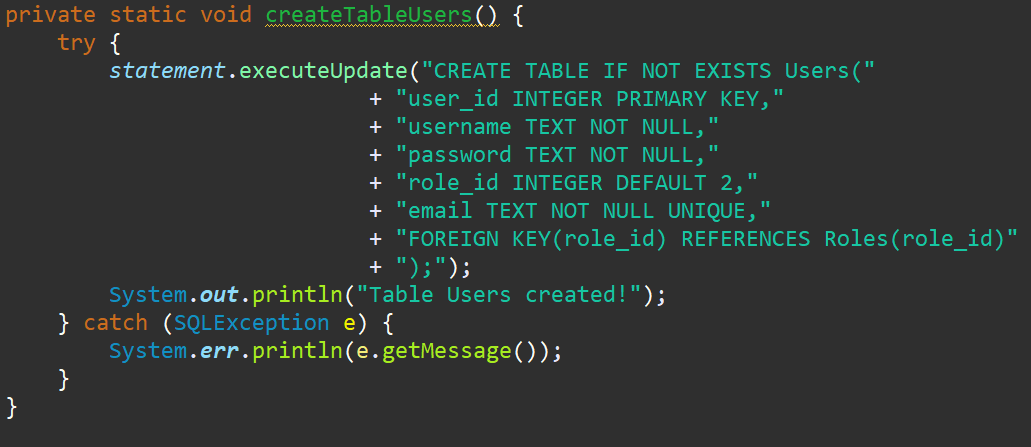 private static void createTableUsers() {
    try {
        statement.executeUpdate("CREATE TABLE IF NOT EXISTS Users("
                            + "user_id INTEGER PRIMARY KEY,"
                            + "username TEXT NOT NULL,"
                            + "password TEXT NOT NULL,"
                            + "role_id INTEGER DEFAULT 2,"
                            + "email TEXT NOT NULL UNIQUE,"
                            + "FOREIGN KEY(role_id) REFERENCES Roles(role_id)"
                            + ");");
        System.out.println("Table Users created!");
    } catch (SQLException e) {
        System.err.println(e.getMessage());
    }
}